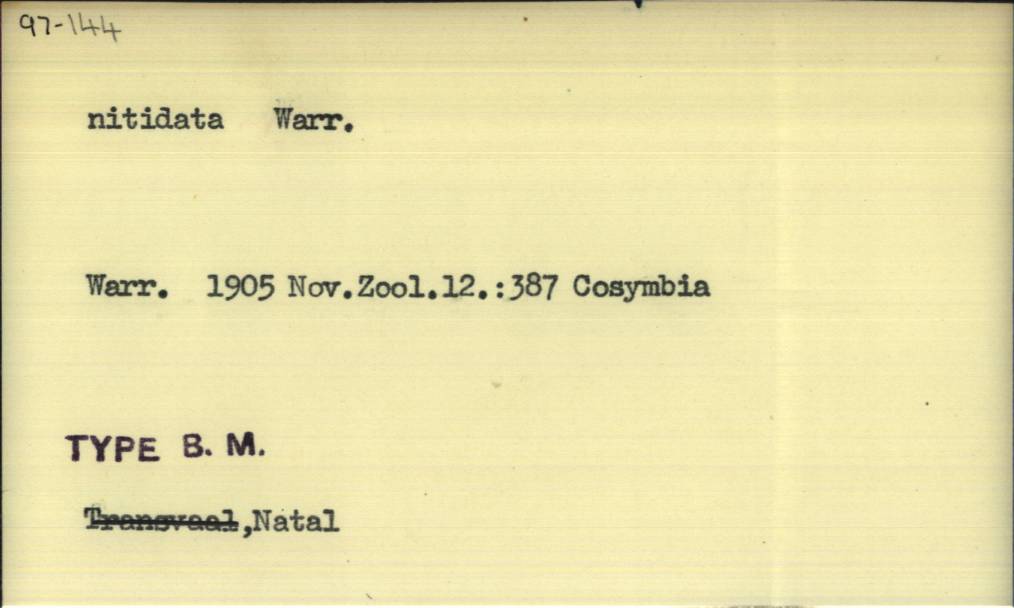 97-144
nitidata Warr.
Warr. 1905 Nov.Zool.12.:387 Cosymbia
TYPE B. M.
Transvaal,Natal